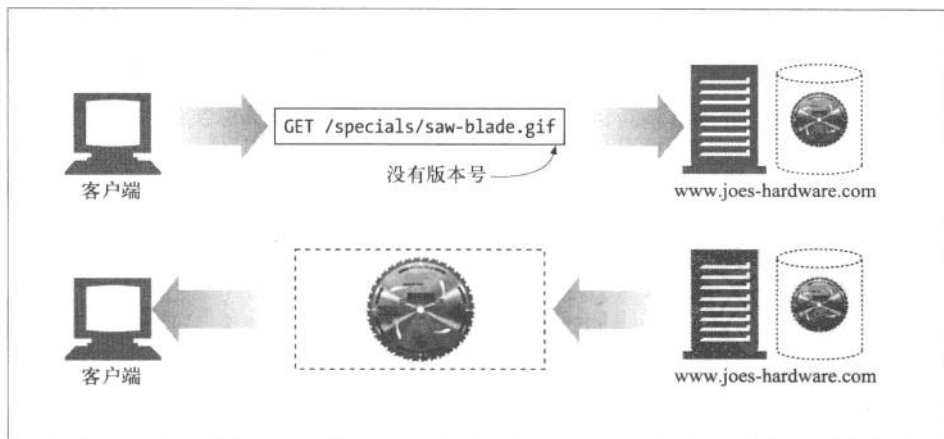 GET /specials/saw-blade.gif
没有版本号
客户端
www.joes-hardware.com
客户端
www.joes-hardware.com